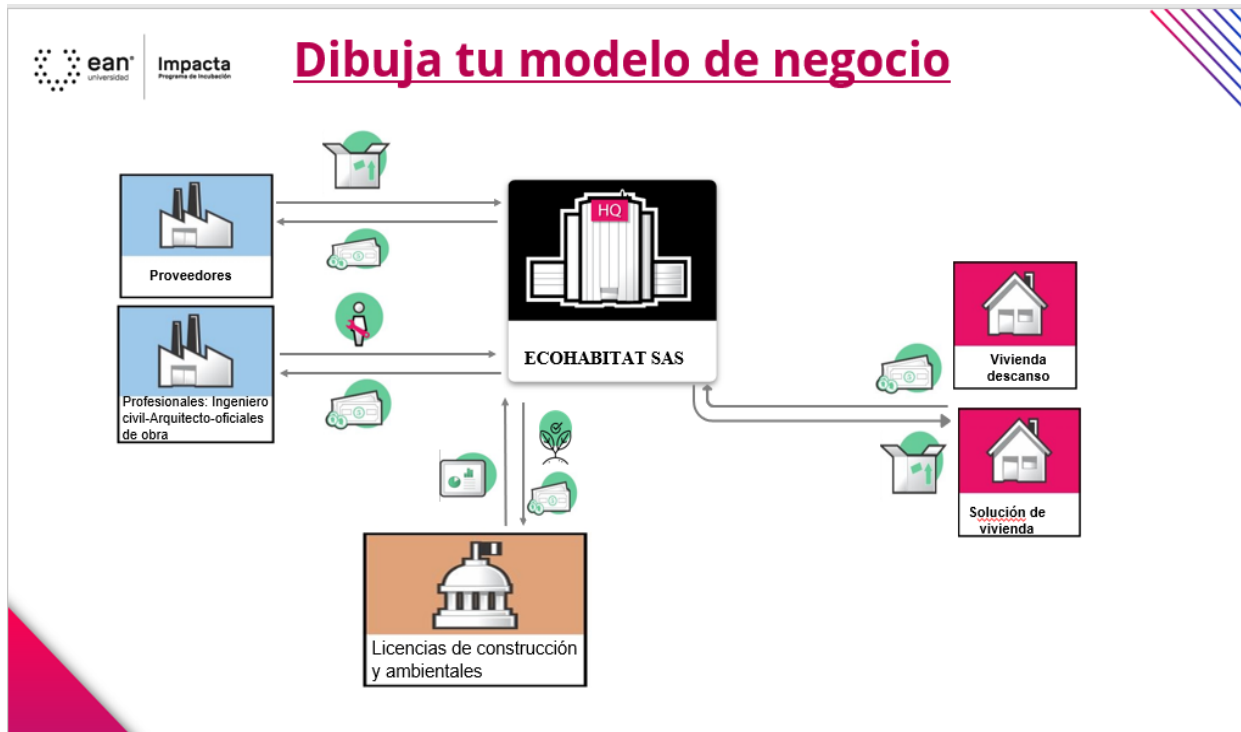 ean
universidad
Impacta
Programa de Incubación
Dibuja tu modelo de negocio
HQ
ECOHABITAT SAS
Proveedores
Profesionales: Ingeniero
civil-Arquitecto-oficiales
de obra
Vivienda
descanso
Solución de
vivienda
Licencias de construcción
y ambientales